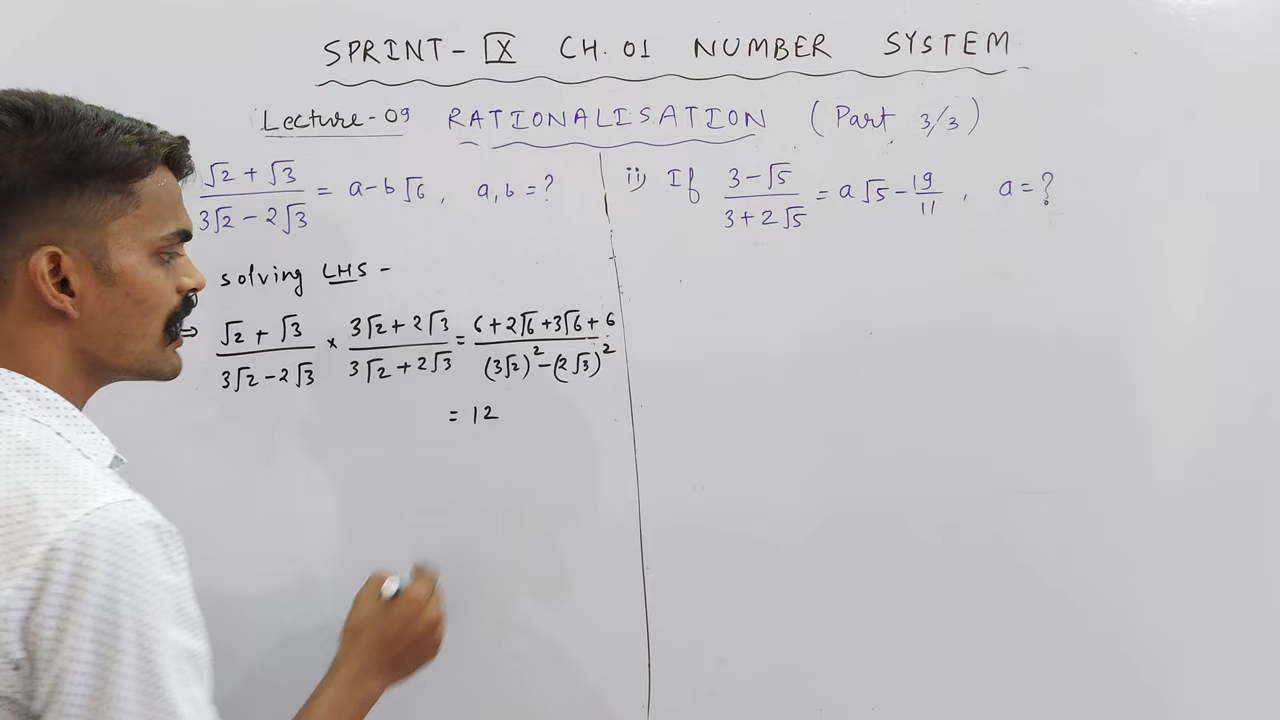 SPRINT-IX CH. 01 NUMBER SYSTEM
Lecture-09 RATIONALISATION (Part 3/3)
(√2 + √3)/(3√2 - 2√3) = a-b√6, a,b = ?
solving LHS -
⇒ (√2 + √3)/(3√2 - 2√3) × (3√2 + 2√3)/(3√2 + 2√3) = (6 + 2√6 + 3√6 + 6)/((3√2)² - (2√3)²)
= 12
ii) If (3 - √5)/(3 + 2√5) = a√5 - 19/11, a = ?